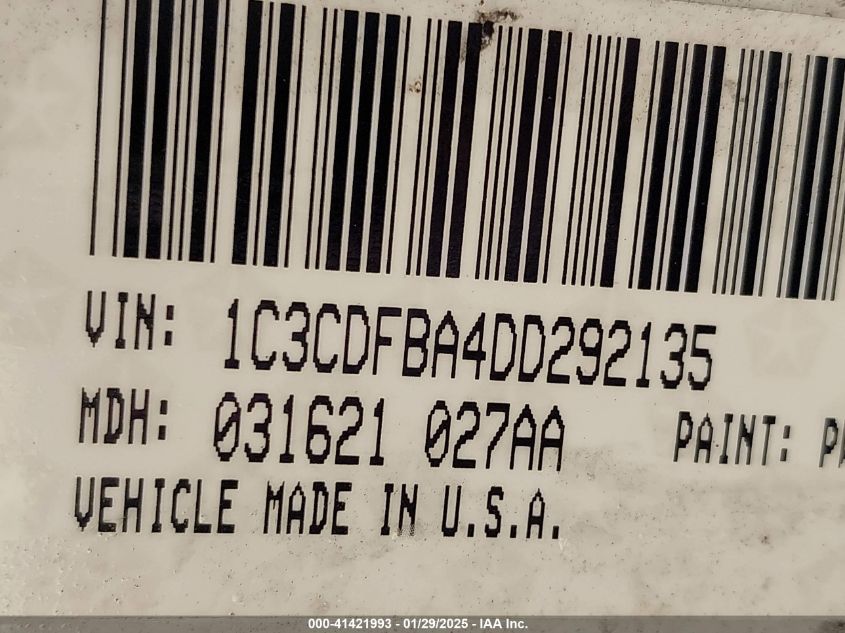 VIN: 1C3CDFBA4DD292135
MDH: 031621 027AA PAINT:
VEHICLE MADE IN U.S.A.
000-41421993 - 01/29/2025 - IAA Inc.